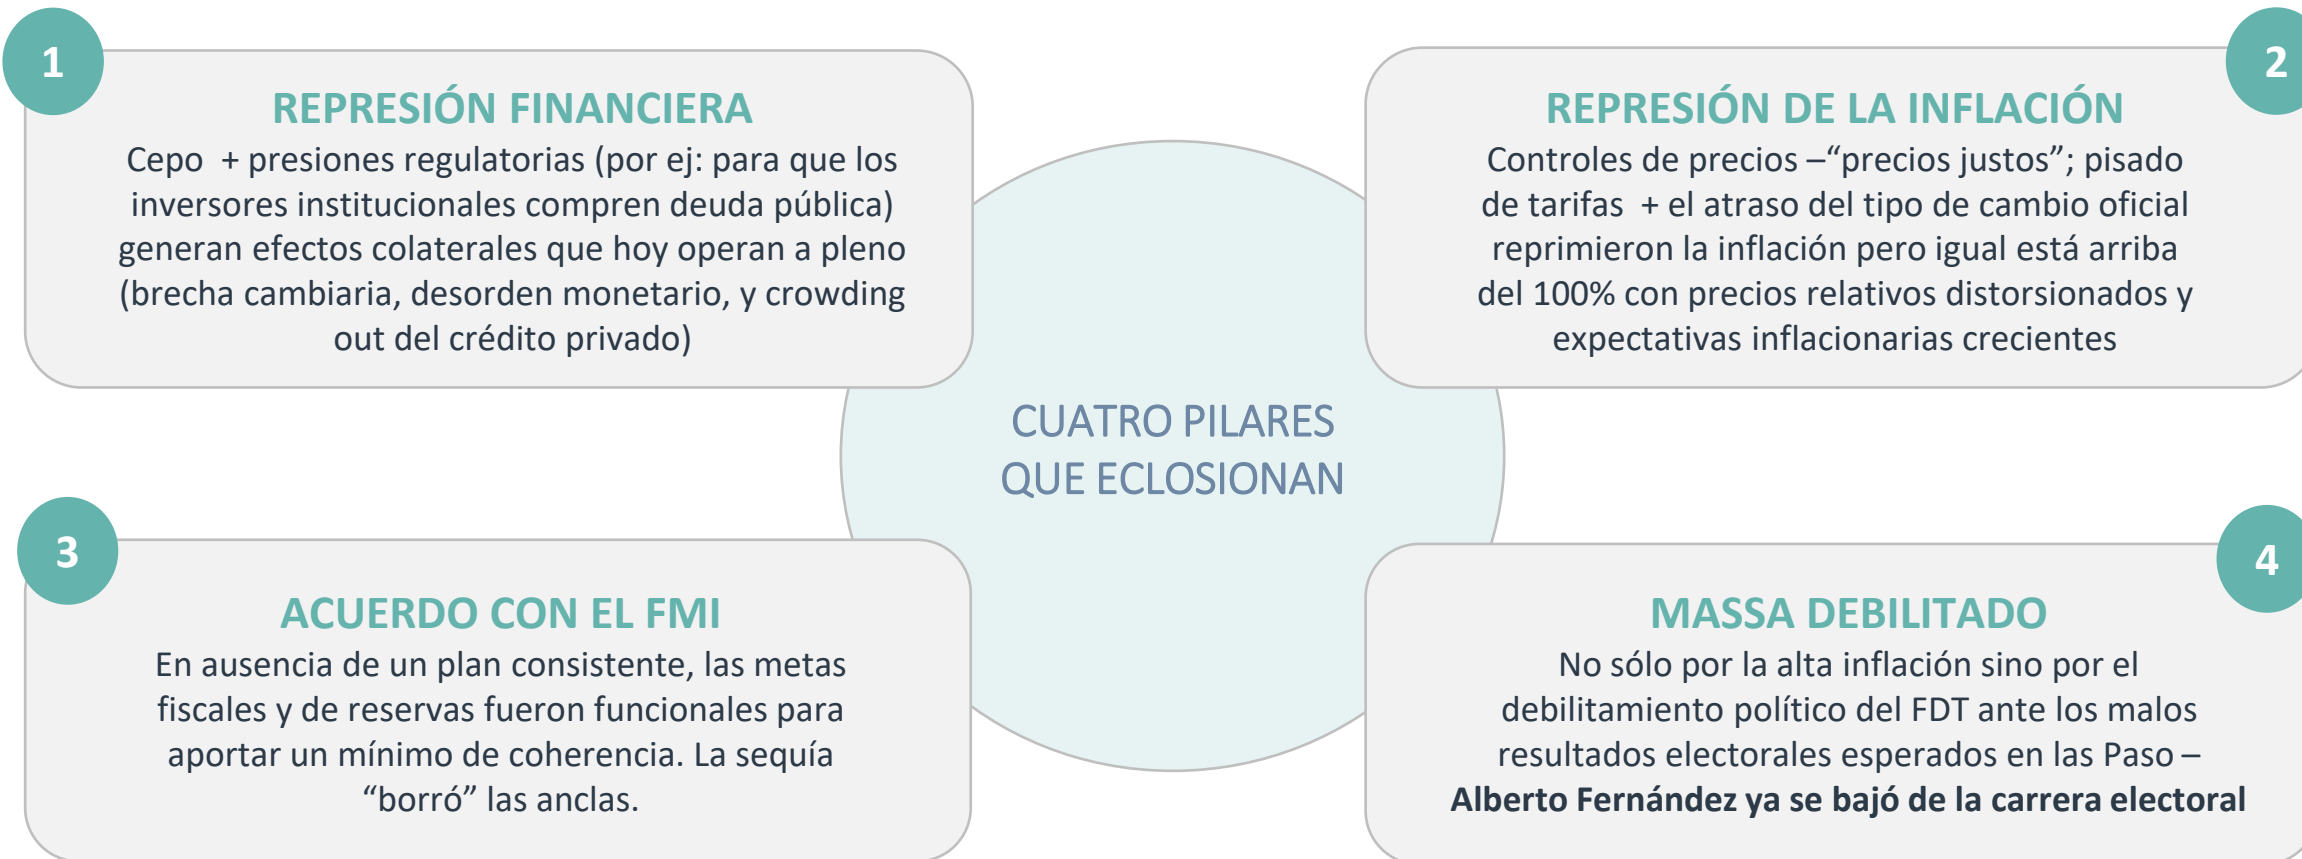 1
REPRESIÓN FINANCIERA
Cepo + presiones regulatorias (por ej: para que los
inversores institucionales compren deuda pública)
generan efectos colaterales que hoy operan a pleno
(brecha cambiaria, desorden monetario, y crowding
out del crédito privado)
2
REPRESIÓN DE LA INFLACIÓN
Controles de precios –“precios justos”; pisado
de tarifas + el atraso del tipo de cambio oficial
reprimieron la inflación pero igual está arriba
del 100% con precios relativos distorsionados y
expectativas inflacionarias crecientes
CUATRO PILARES
QUE ECLOSIONAN
3
ACUERDO CON EL FMI
En ausencia de un plan consistente, las metas
fiscales y de reservas fueron funcionales para
aportar un mínimo de coherencia. La sequía
“borró” las anclas.
4
MASSA DEBILITADO
No sólo por la alta inflación sino por el
debilitamiento político del FDT ante los malos
resultados electorales esperados en las Paso –
Alberto Fernández ya se bajó de la carrera electoral